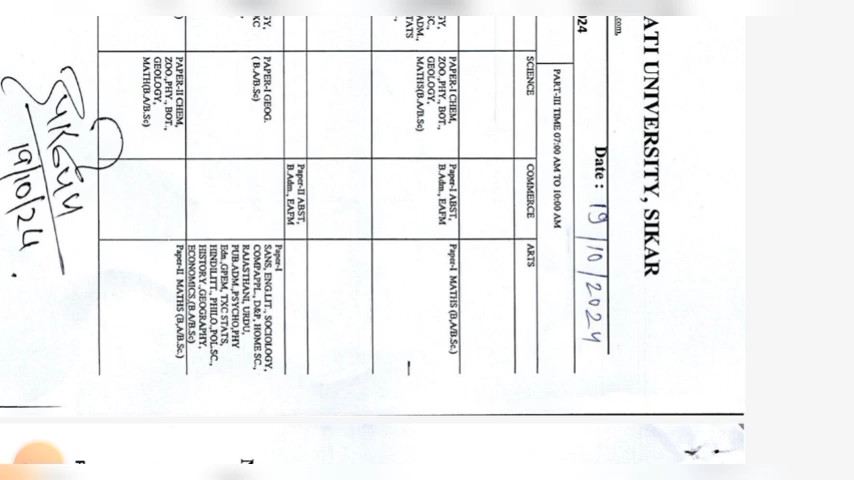 ATI UNIVERSITY, SIKAR
.com,
024
Date : 19/10/2024
PART-III TIME 07:00 AM TO 10:00 AM
SCIENCE COMMERCE ARTS
PAPER-I CHEM,
ZOO.,PHY., BOT.,
GEOLOGY,
MATHS(B.A/B.Sc)
Paper-I ABST,
B.Adm., EAFM
Paper-I MATHS (B.A/B.Sc.)
Paper-II ABST,
B.Adm., EAFM
PAPER-I GEOG.
( B.A/B.Sc)
Paper-I
SANS, ENG.LIT., SOCIOLOGY,
COMP.APPL., D&P, HOME SC.,
RAJASTHANI, URDU,
PUB.ADM.,PSYCHO,PHY
Edn.,GPEM, TXC STATS,
HINDI LITT., PHILO.,POL.SC.,
HISTORY.,GEOGRAPHY,
ECONOMICS,(B.A/B.Sc)
PAPER-II CHEM,
ZOO.,PHY., BOT.,
GEOLOGY,
MATH(B.A/B.Sc)
Paper-II MATHS (B.A/B.Sc.)
19/10/24